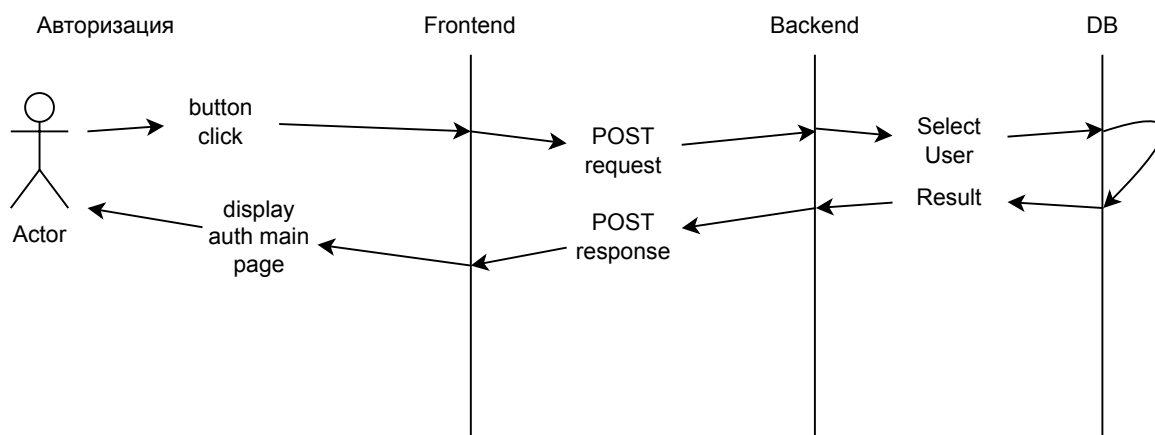 Авторизация
Frontend
Backend
DB
button
click
POST
request
Select
User
Result
display
auth main
page
POST
response
Actor